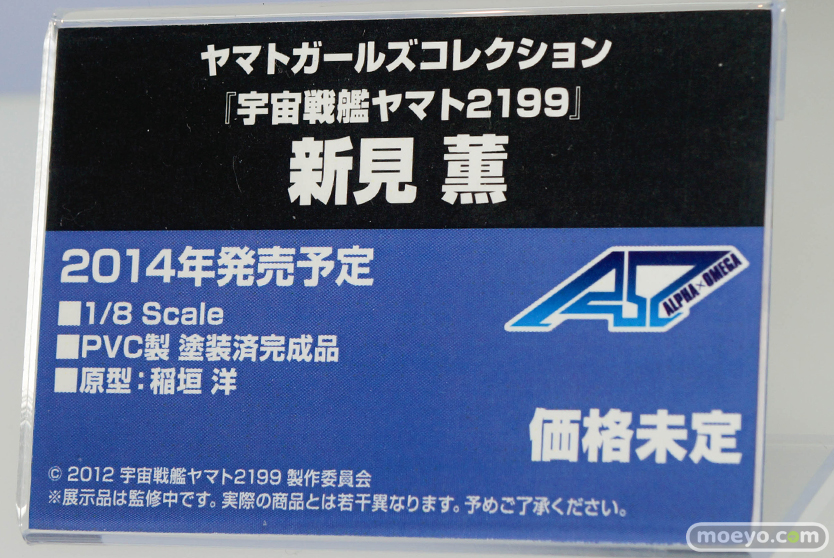 ヤマトガールズコレクション
『宇宙戦艦ヤマト2199』
新見 薫
2014年発売予定
■1/8 Scale
■PVC製 塗装済完成品
■原型：稲垣 洋
ALPHA×OMEGA
価格未定
© 2012 宇宙戦艦ヤマト2199 製作委員会
※展示品は監修中です。実際の商品とは若干異なります。予めご了承ください。
moeyo.com